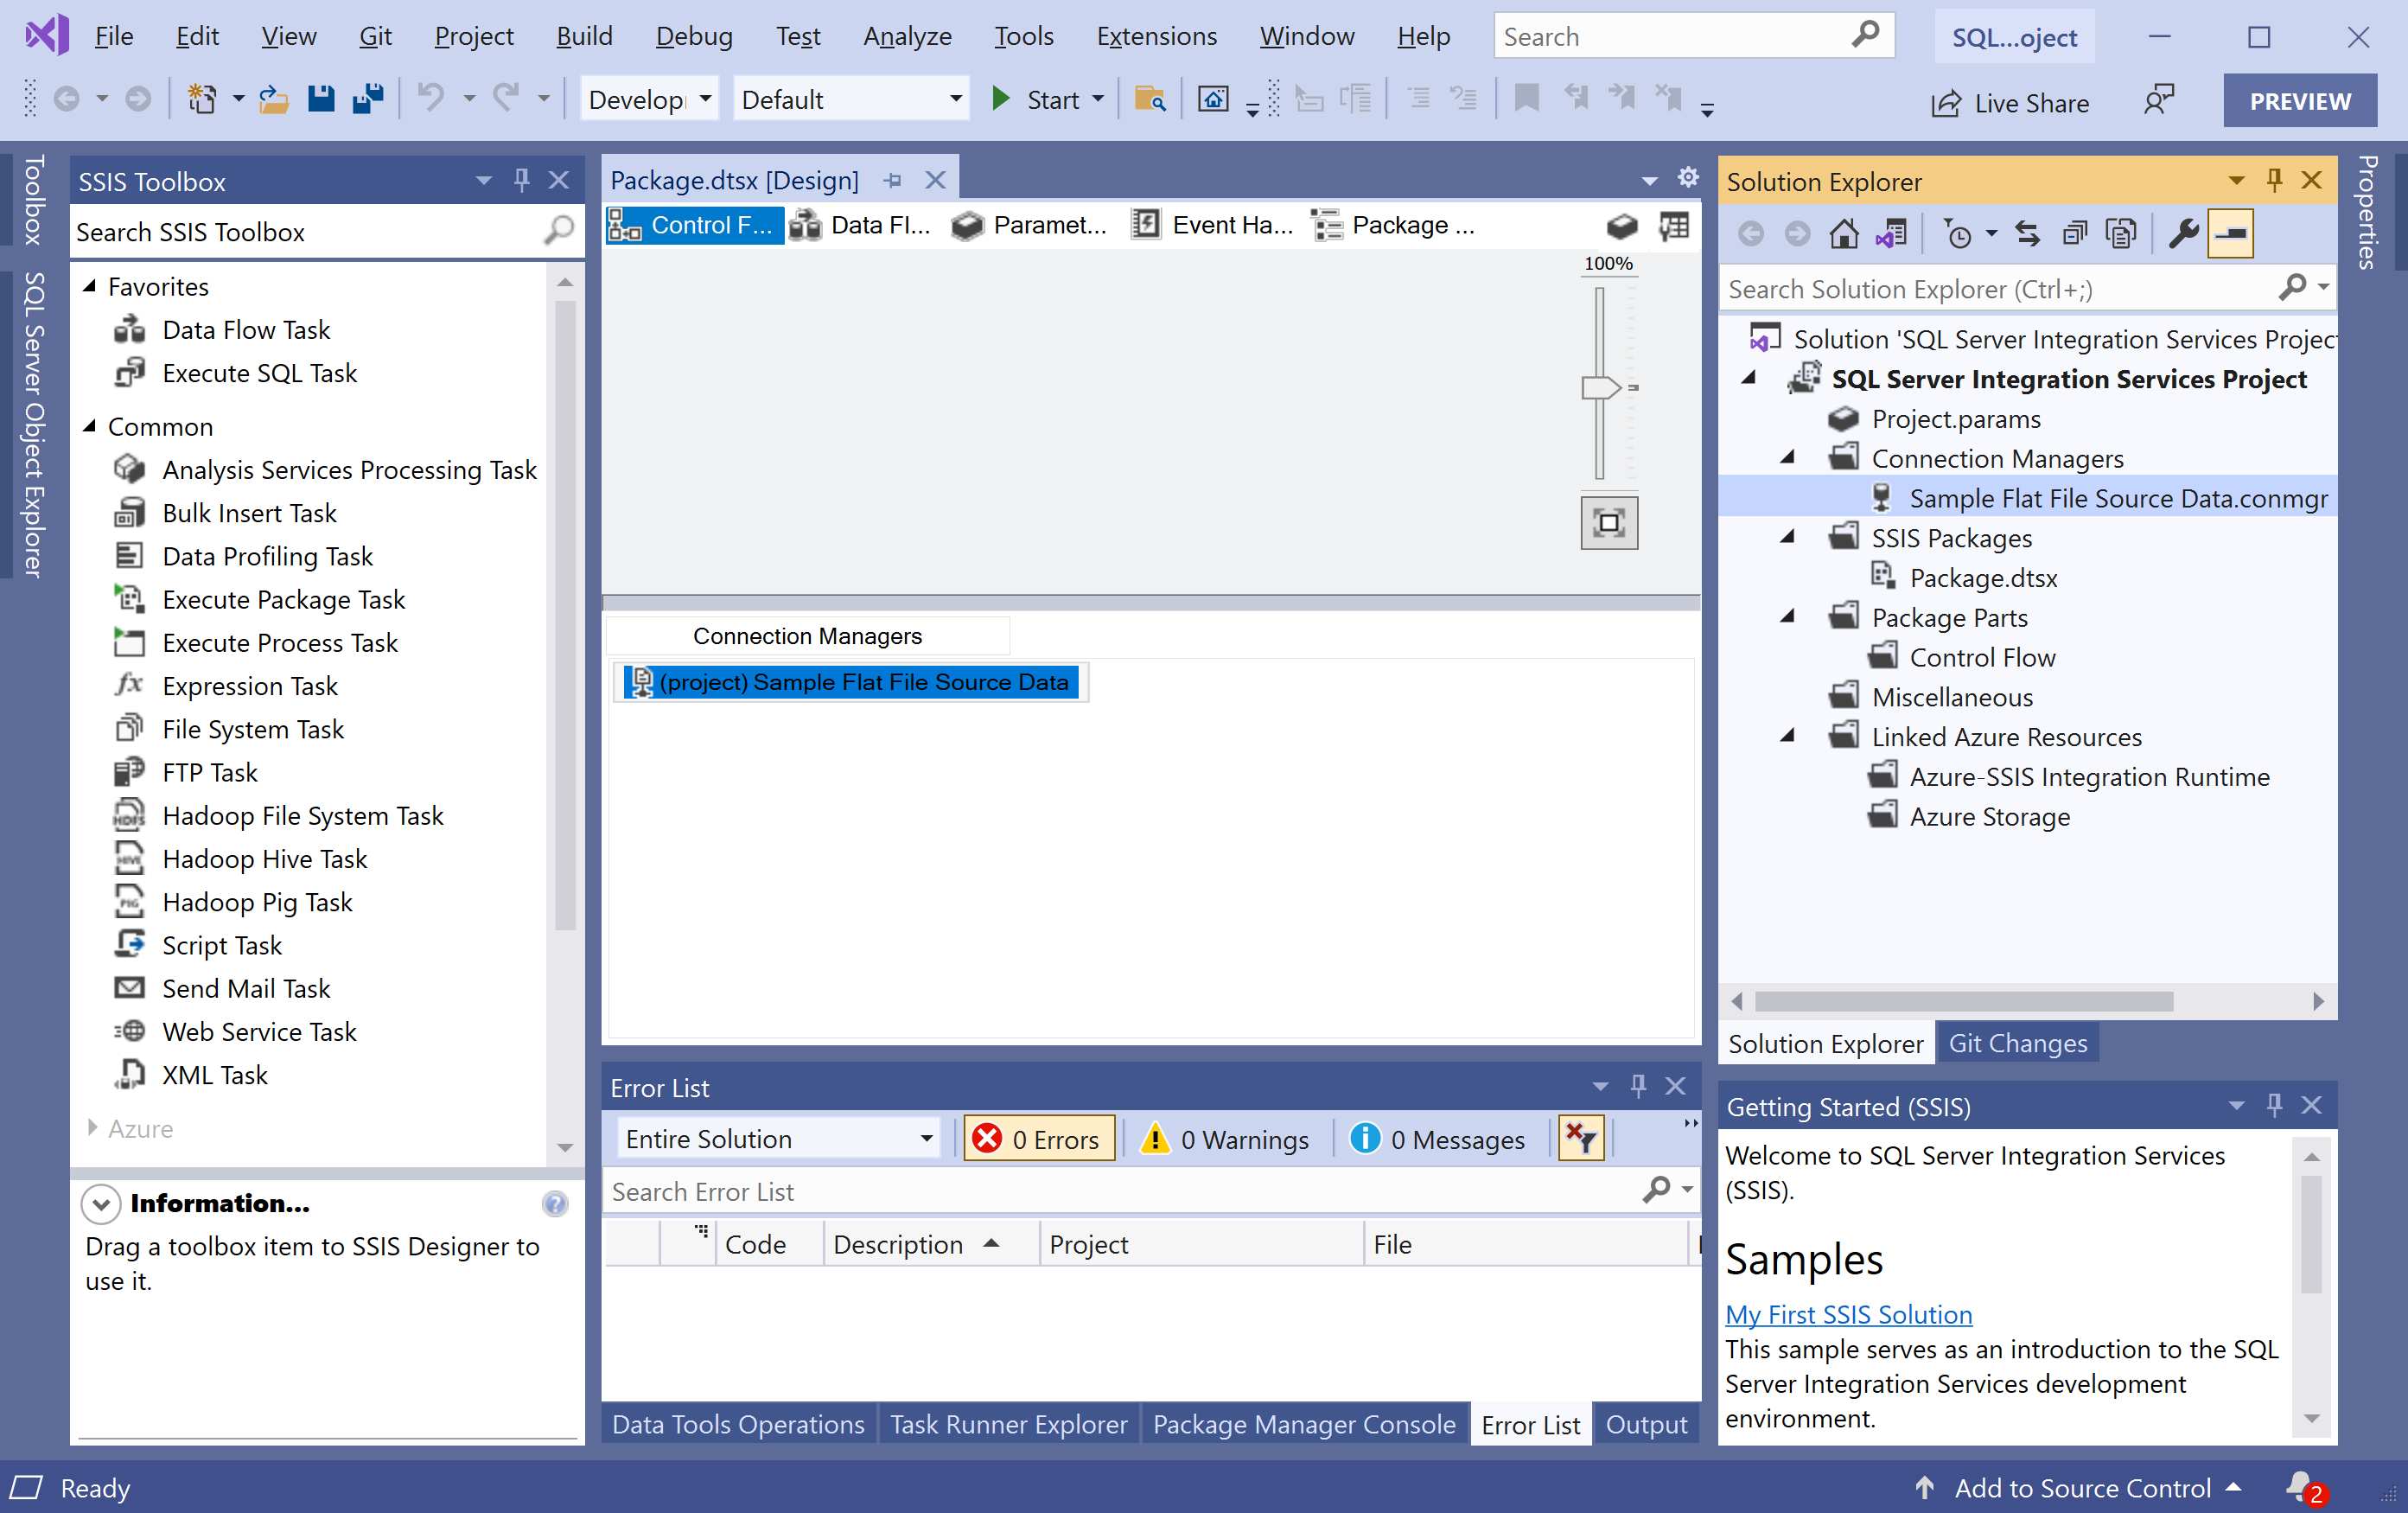 File Edit View Git Project Build Debug Test Analyze Tools Extensions Window Help Search SQL...oject
Develop Default Start Live Share PREVIEW
Toolbox
SQL Server Object Explorer
SSIS Toolbox
Search SSIS Toolbox
Favorites
Data Flow Task
Execute SQL Task
Common
Analysis Services Processing Task
Bulk Insert Task
Data Profiling Task
Execute Package Task
Execute Process Task
Expression Task
File System Task
FTP Task
Hadoop File System Task
Hadoop Hive Task
Hadoop Pig Task
Script Task
Send Mail Task
Web Service Task
XML Task
Azure
Information...
Drag a toolbox item to SSIS Designer to
use it.
Package.dtsx [Design]
Control F... Data Fl... Paramet... Event Ha... Package ...
100%
Connection Managers
(project) Sample Flat File Source Data
Error List
Entire Solution 0 Errors 0 Warnings 0 Messages
Search Error List
Code Description Project File
Data Tools Operations Task Runner Explorer Package Manager Console Error List Output
Solution Explorer
Search Solution Explorer (Ctrl+;)
Solution 'SQL Server Integration Services Project
SQL Server Integration Services Project
Project.params
Connection Managers
Sample Flat File Source Data.conmgr
SSIS Packages
Package.dtsx
Package Parts
Control Flow
Miscellaneous
Linked Azure Resources
Azure-SSIS Integration Runtime
Azure Storage
Solution Explorer Git Changes
Getting Started (SSIS)
Welcome to SQL Server Integration Services
(SSIS).
Samples
My First SSIS Solution
This sample serves as an introduction to the SQL
Server Integration Services development
environment.
Properties
Ready Add to Source Control 2